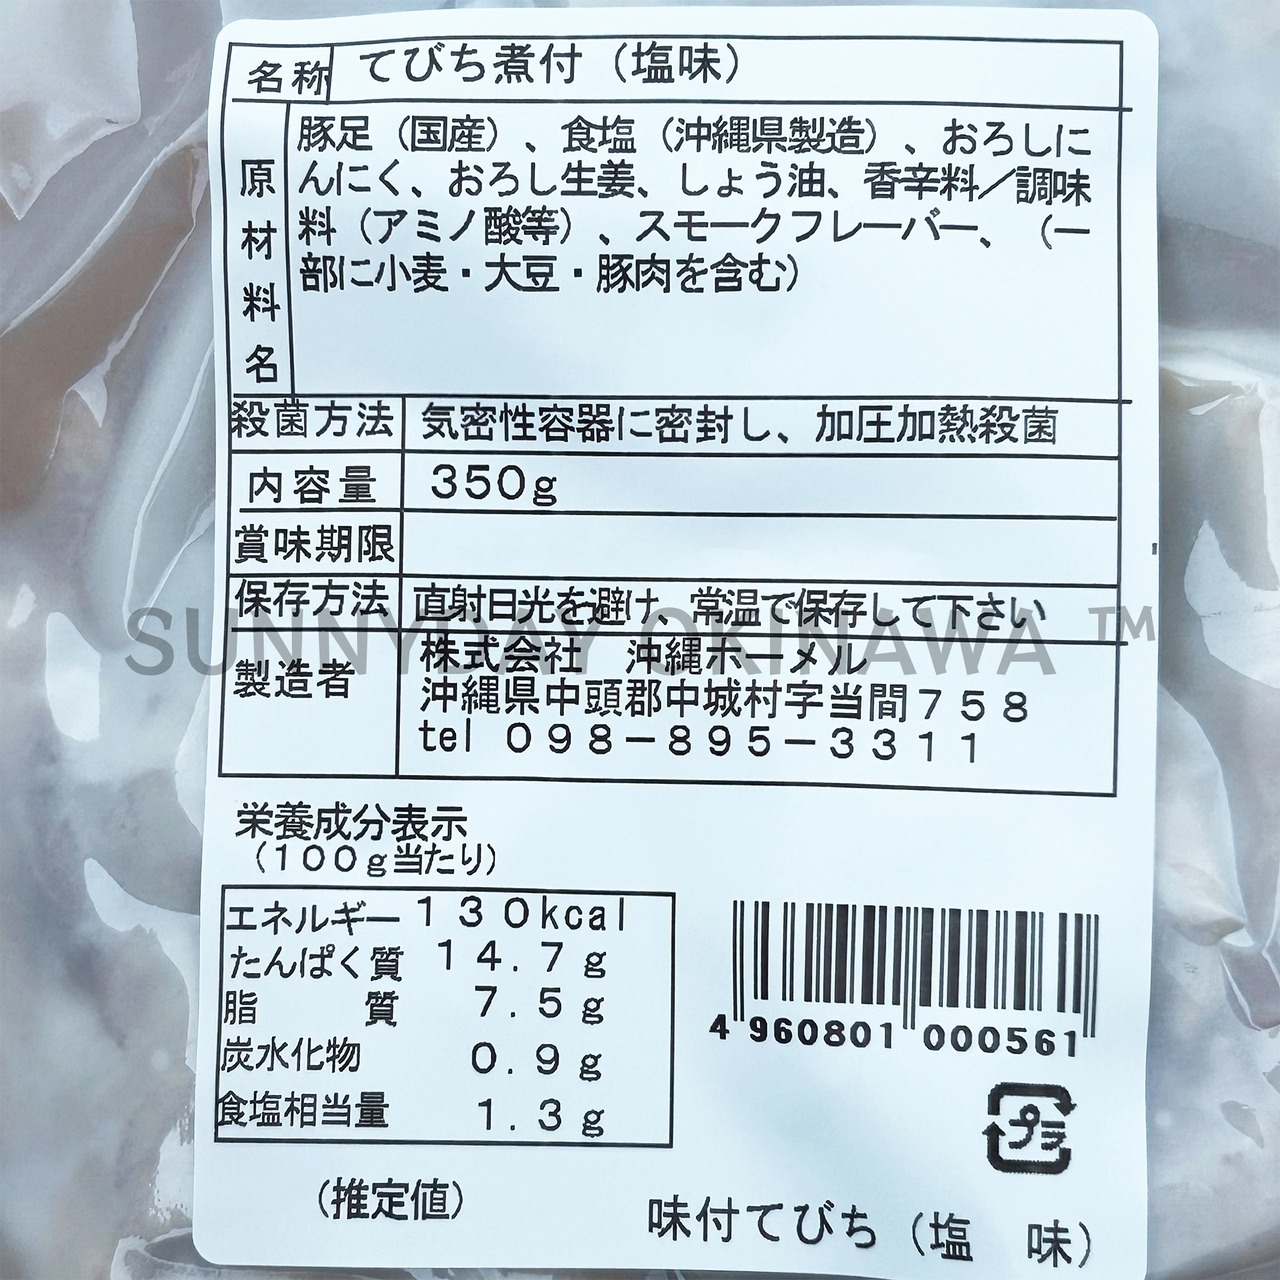 名称 てびち煮付（塩味）
原材料名
豚足（国産）、食塩（沖縄県製造）、おろしに
んにく、おろし生姜、しょう油、香辛料／調味
料（アミノ酸等）、スモークフレーバー、（一
部に小麦・大豆・豚肉を含む）
殺菌方法 気密性容器に密封し、加圧加熱殺菌
内容量 350g
賞味期限
保存方法 直射日光を避け、常温で保存して下さい
SUNNYDAY OKINAWA ™
製造者 株式会社 沖縄ホーメル
沖縄県中頭郡中城村字当間７５８
tel ０９８－８９５－３３１１
栄養成分表示
（１００ｇ当たり）
エネルギー １３０kcal
たんぱく質 １４．７ｇ
脂質 ７．５ｇ
炭水化物 ０．９ｇ
食塩相当量 １．３ｇ
（推定値）
4 960801 000561
プラ
味付てびち（塩 味）